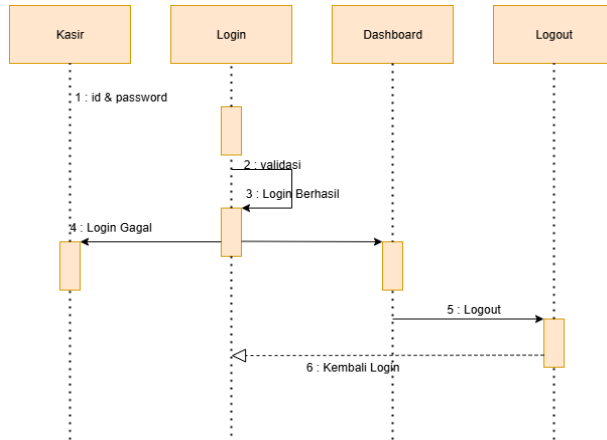 Kasir
Login
Dashboard
Logout
1 : id & password
2 : validasi
3 : Login Berhasil
4 : Login Gagal
5 : Logout
6 : Kembali Login